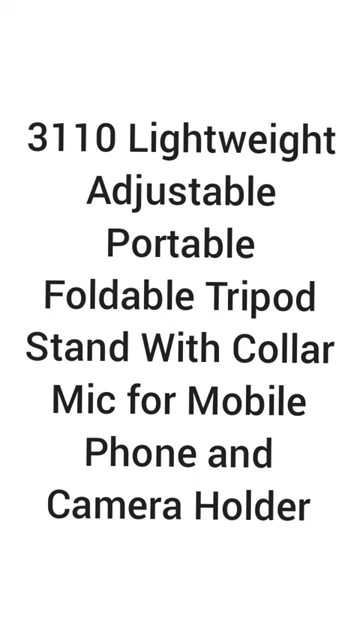 3110 Lightweight
Adjustable
Portable
Foldable Tripod
Stand With Collar
Mic for Mobile
Phone and
Camera Holder